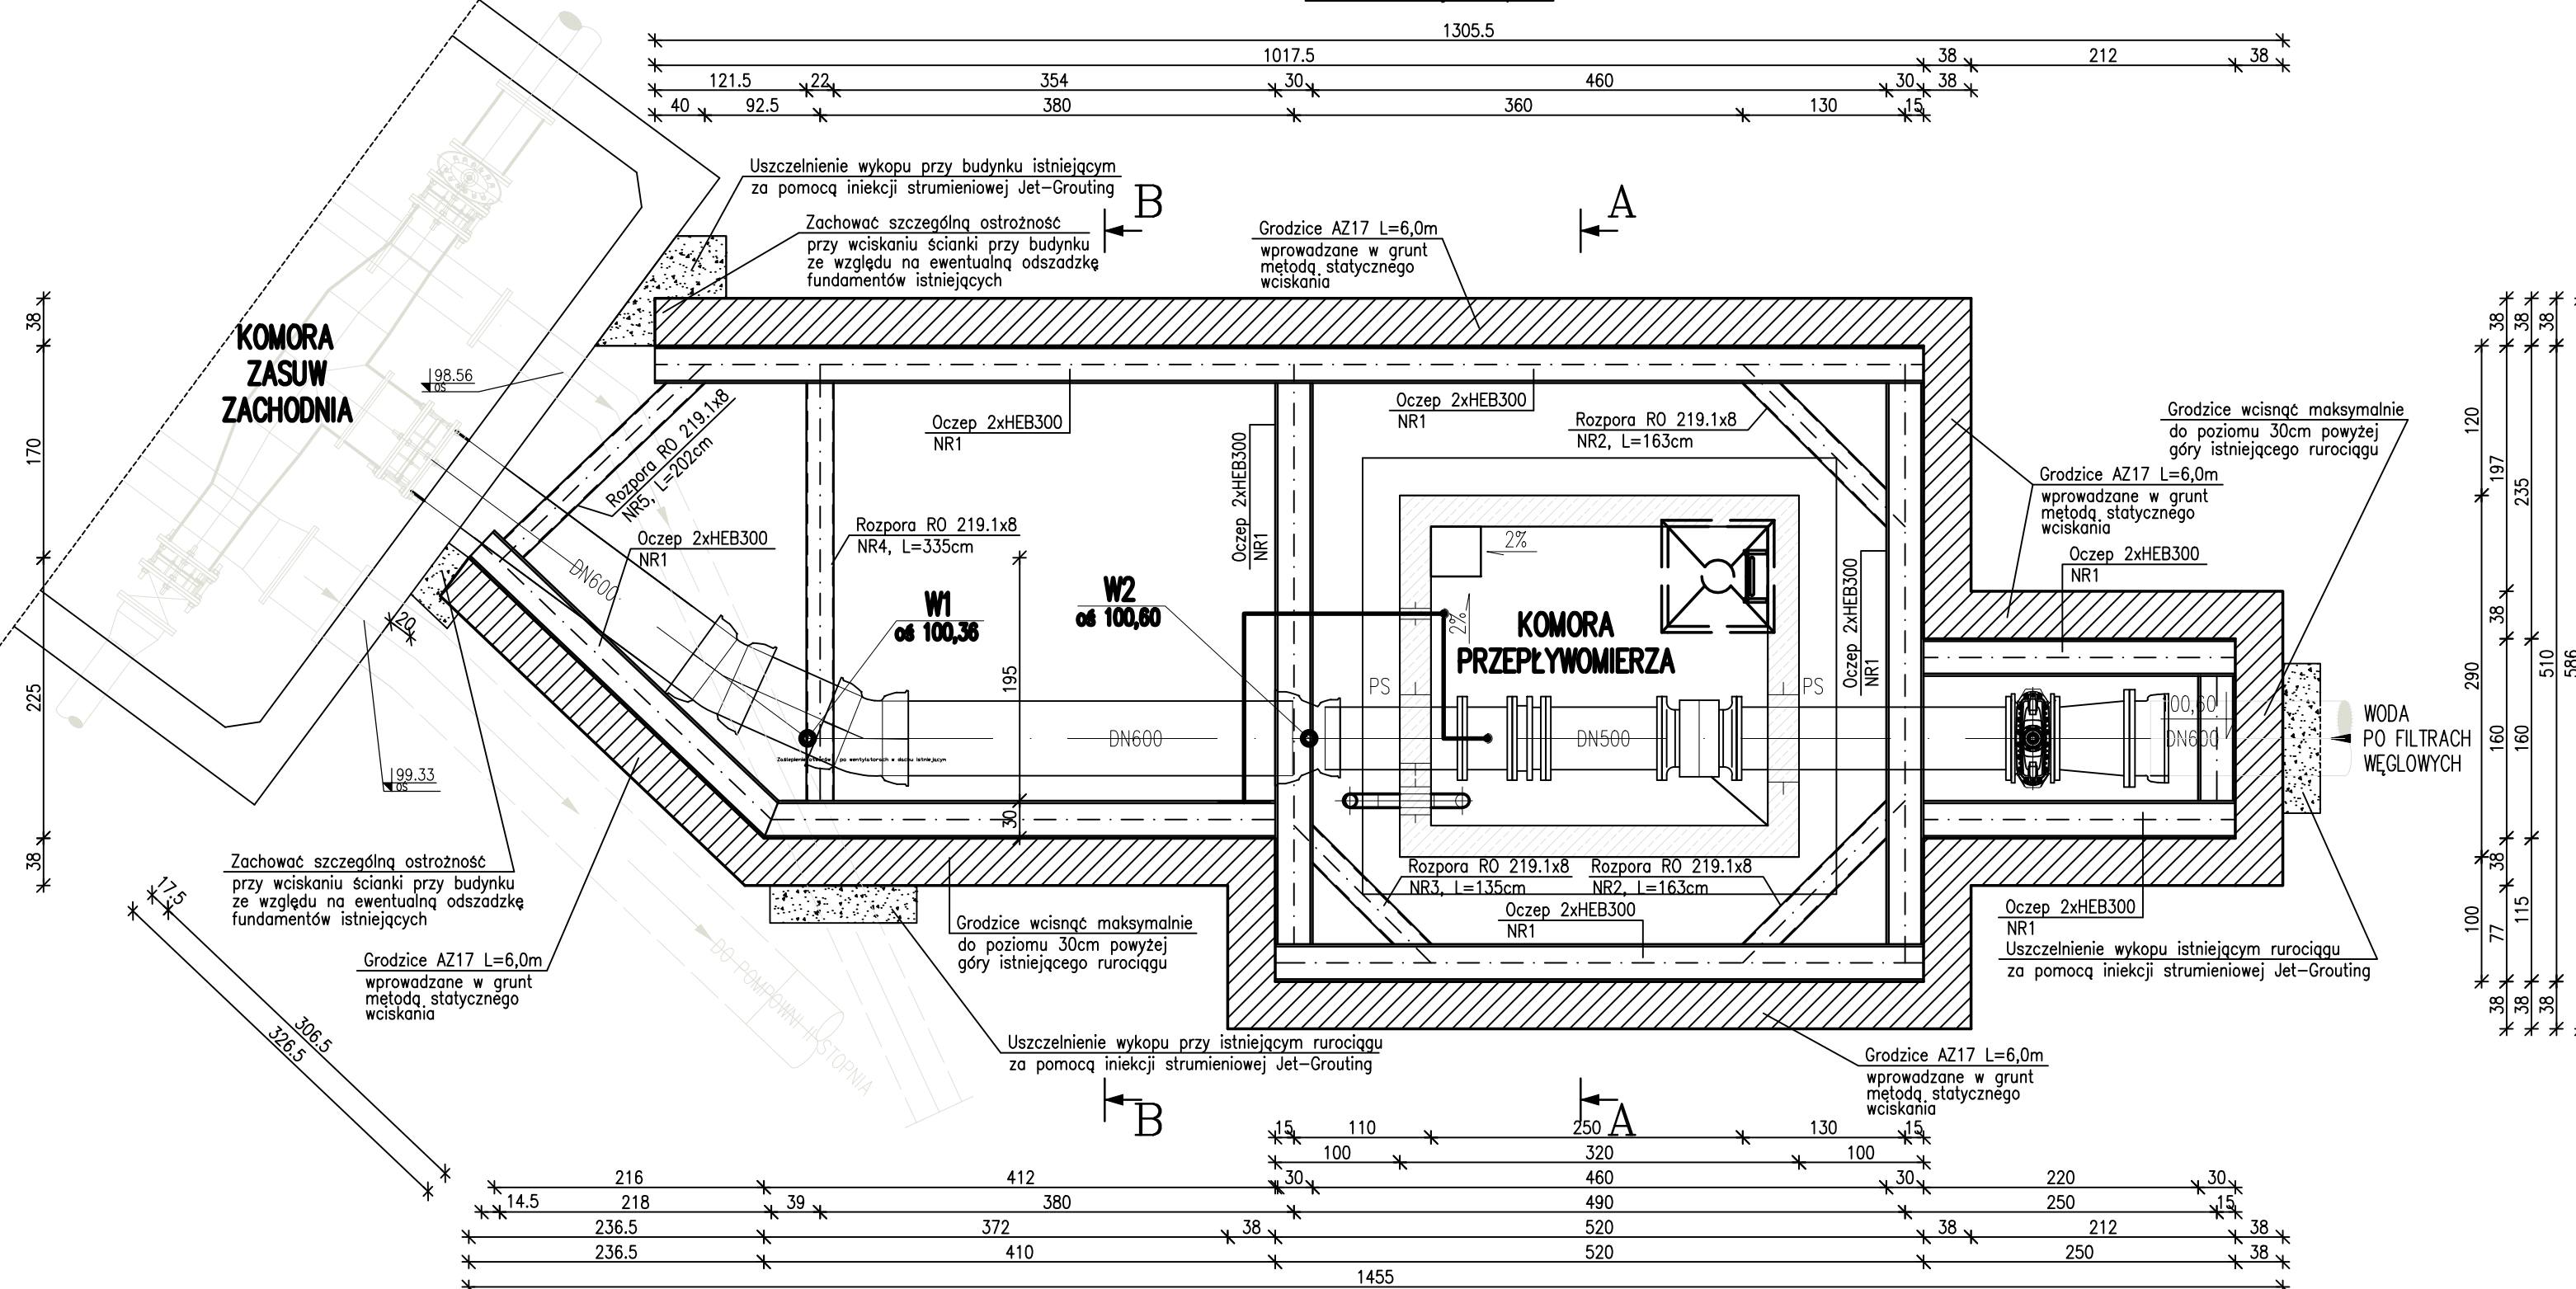 1305.5
1017.5
38
212
38
121.5
22
354
30
460
30
38
40
92.5
380
360
130
15
Uszczelnienie wykopu przy budynku istniejącym
za pomocą iniekcji strumieniowej Jet-Grouting
Zachować szczególną ostrożność
przy wciskaniu ścianki przy budynku
ze względu na ewentualną odszadzkę
fundamentów istniejących
B
A
Grodzice AZ17 L=6,0m
wprowadzane w grunt
metodą statycznego
wciskania
KOMORA
ZASUW
ZACHODNIA
98.56
oś
38
170
225
38
Rozpora RO 219.1x8
NR5, L=202cm
Oczep 2xHEB300
NR1
Oczep 2xHEB300
NR1
Rozpora RO 219.1x8
NR2, L=163cm
Oczep 2xHEB300
NR1
Grodzice wcisnąć maksymalnie
do poziomu 30cm powyżej
góry istniejącego rurociągu
Grodzice AZ17 L=6,0m
wprowadzane w grunt
metodą statycznego
wciskania
Oczep 2xHEB300
NR1
Rozpora RO 219.1x8
NR4, L=335cm
Oczep 2xHEB300
NR1
Oczep 2xHEB300
NR1
DN600
W1
oś 100,36
W2
oś 100,60
2%
2%
KOMORA
PRZEPŁYWOMIERZA
PS
PS
195
30
DN600
DN500
100,60
DN600
Zaślepienie otworów po wentylatorach w dachu istniejącym
WODA
PO FILTRACH
WĘGLOWYCH
20
99.33
oś
38
38
38
120
197
235
38
290
160
160
510
586
38
100
77
115
38
38
38
Zachować szczególną ostrożność
przy wciskaniu ścianki przy budynku
ze względu na ewentualną odszadzkę
fundamentów istniejących
17.5
306.5
326.5
Grodzice AZ17 L=6,0m
wprowadzane w grunt
metodą statycznego
wciskania
DO POMPOWNI II STOPNIA
Grodzice wcisnąć maksymalnie
do poziomu 30cm powyżej
góry istniejącego rurociągu
Rozpora RO 219.1x8
NR3, L=135cm
Rozpora RO 219.1x8
NR2, L=163cm
Oczep 2xHEB300
NR1
Oczep 2xHEB300
NR1
Uszczelnienie wykopu istniejącym rurociągu
za pomocą iniekcji strumieniowej Jet-Grouting
Uszczelnienie wykopu przy istniejącym rurociągu
za pomocą iniekcji strumieniowej Jet-Grouting
Grodzice AZ17 L=6,0m
wprowadzane w grunt
metodą statycznego
wciskania
B
A
15
110
250
130
15
100
320
100
216
412
30
460
30
220
30
14.5
218
39
380
490
250
15
236.5
372
38
520
38
212
38
236.5
410
520
250
38
1455